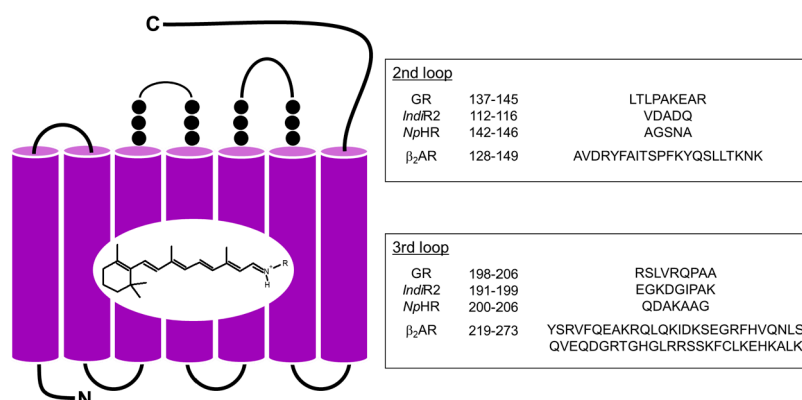 C
2nd loop
GR 137-145 LTLPAKEAR
IndiR2 112-116 VDADQ
NpHR 142-146 AGSNA
β₂AR 128-149 AVDRYFAITSPFKYQSLLTKNK
R
N⁺
H
3rd loop
GR 198-206 RSLVRQPAA
IndiR2 191-199 EGKDGIPAK
NpHR 200-206 QDAKAAG
β₂AR 219-273 YSRVFQEAKRQLQKIDKSEGRFHVQNLS
QVEQDGRTGHGLRRSSKFCLKEHKALK
N